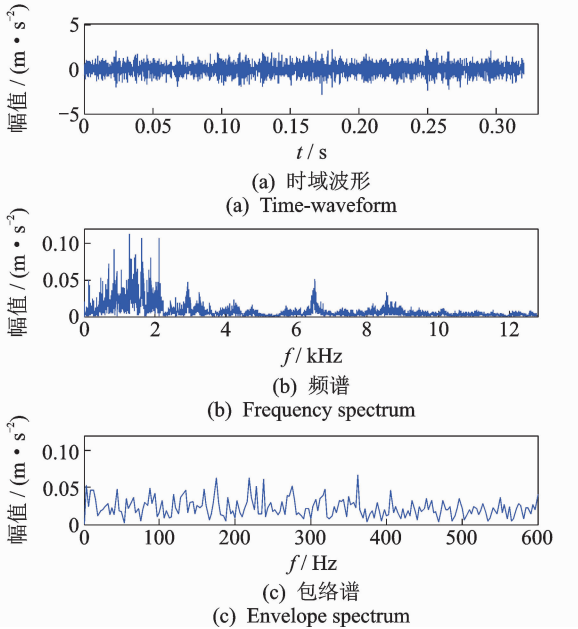 幅值 / (m • s⁻²)
5
0
−5
0 0.05 0.10 0.15 0.20 0.25 0.30
t / s
(a) 时域波形
(a) Time-waveform
幅值 / (m • s⁻²)
0.10
0.05
0
0 2 4 6 8 10 12
f / kHz
(b) 频谱
(b) Frequency spectrum
幅值 / (m • s⁻²)
0.10
0.05
0
0 100 200 300 400 500 600
f / Hz
(c) 包络谱
(c) Envelope spectrum